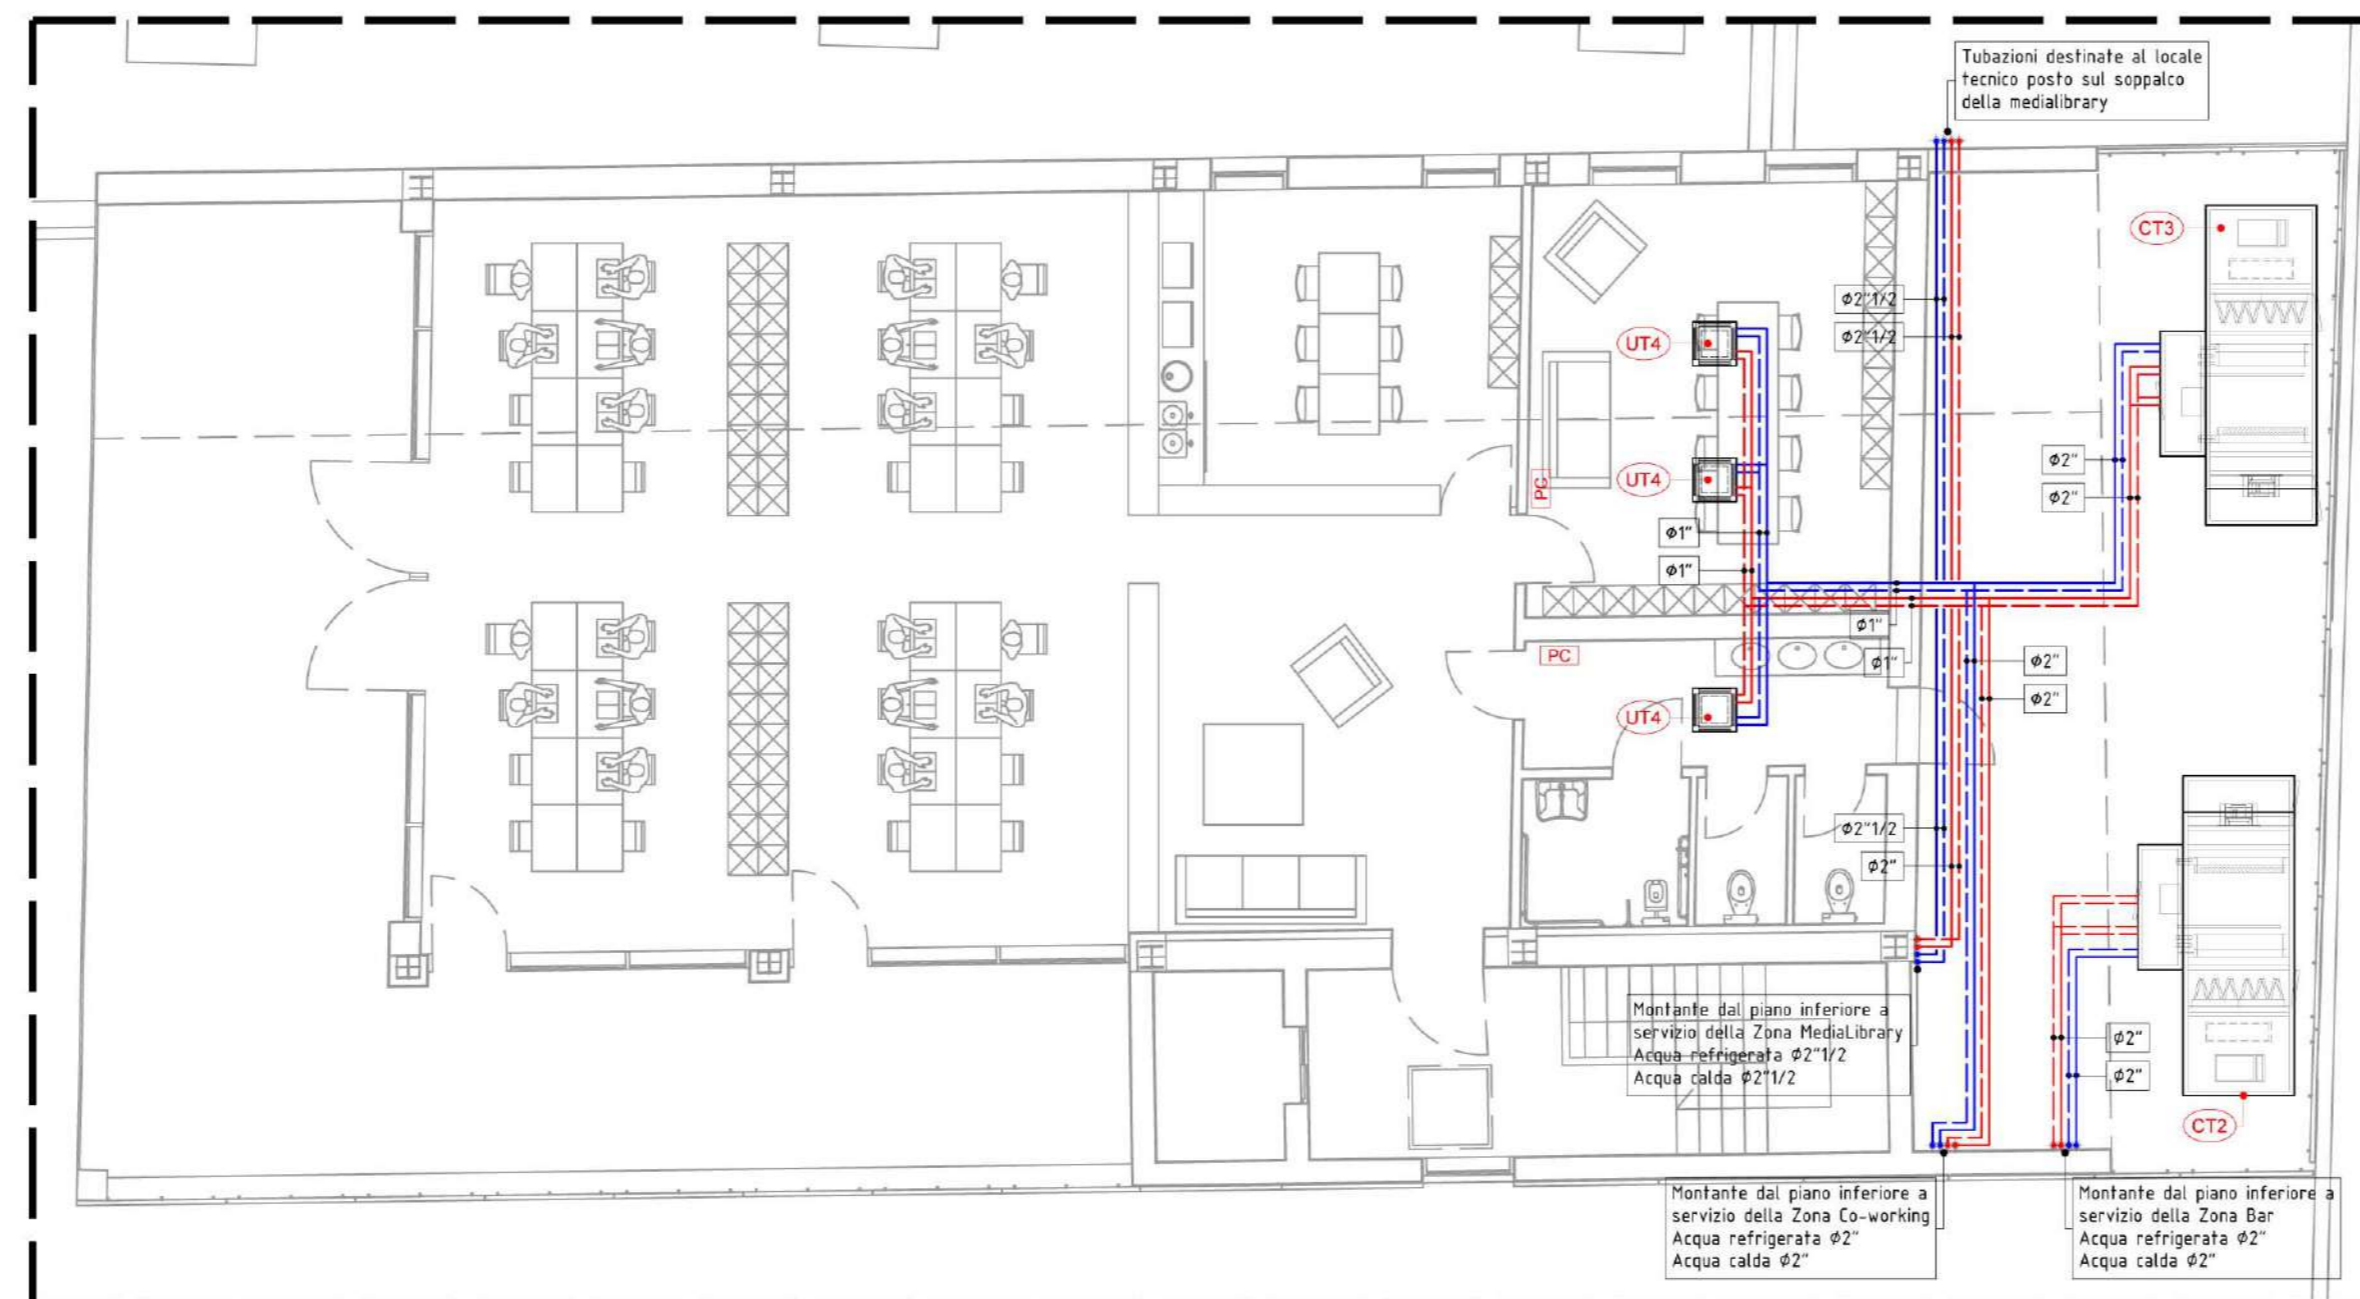 Tubazioni destinate al locale
tecnico posto sul soppalco
della medialibrary
CT3
Φ2"1/2
Φ2"1/2
UT4
Φ2"
UT4
PC
Φ2"
Φ1"
Φ1"
Φ1"
PC
Φ1"
Φ2"
Φ2"
UT4
Φ2"1/2
Φ2"
Montante dal piano inferiore a
servizio della Zona MediaLibrary
Acqua refrigerata Φ2"1/2
Acqua calda Φ2"1/2
Φ2"
Φ2"
CT2
Montante dal piano inferiore a
servizio della Zona Co-working
Acqua refrigerata Φ2"
Acqua calda Φ2"
Montante dal piano inferiore a
servizio della Zona Bar
Acqua refrigerata Φ2"
Acqua calda Φ2"